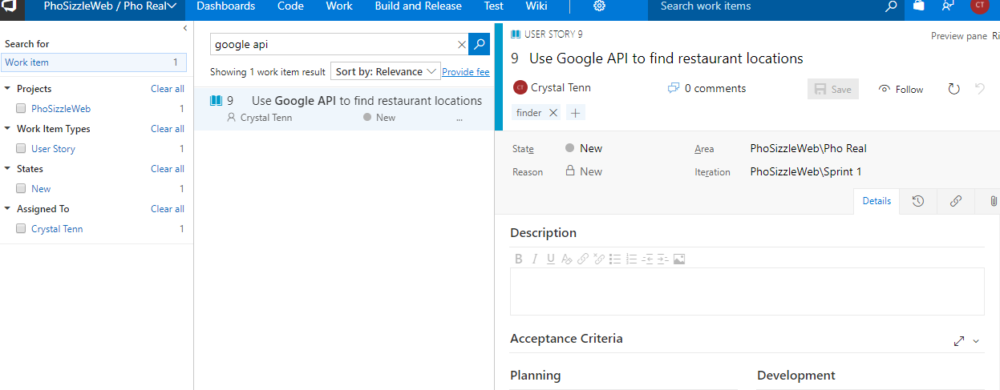 PhoSizzleWeb / Pho Real Dashboards Code Work Build and Release Test Wiki Search work items CT
Search for
Work item 1
Projects Clear all
PhoSizzleWeb 1
Work Item Types Clear all
User Story 1
States Clear all
New 1
Assigned To Clear all
Crystal Tenn 1
google api
Showing 1 work item result Sort by: Relevance Provide fee
9 Use Google API to find restaurant locations
Crystal Tenn New ...
USER STORY 9
Preview pane Ri
9 Use Google API to find restaurant locations
CT Crystal Tenn 0 comments Save Follow
finder
State New Area PhoSizzleWeb\Pho Real
Reason New Iteration PhoSizzleWeb\Sprint 1
Details
Description
B I U
Acceptance Criteria
Planning Development